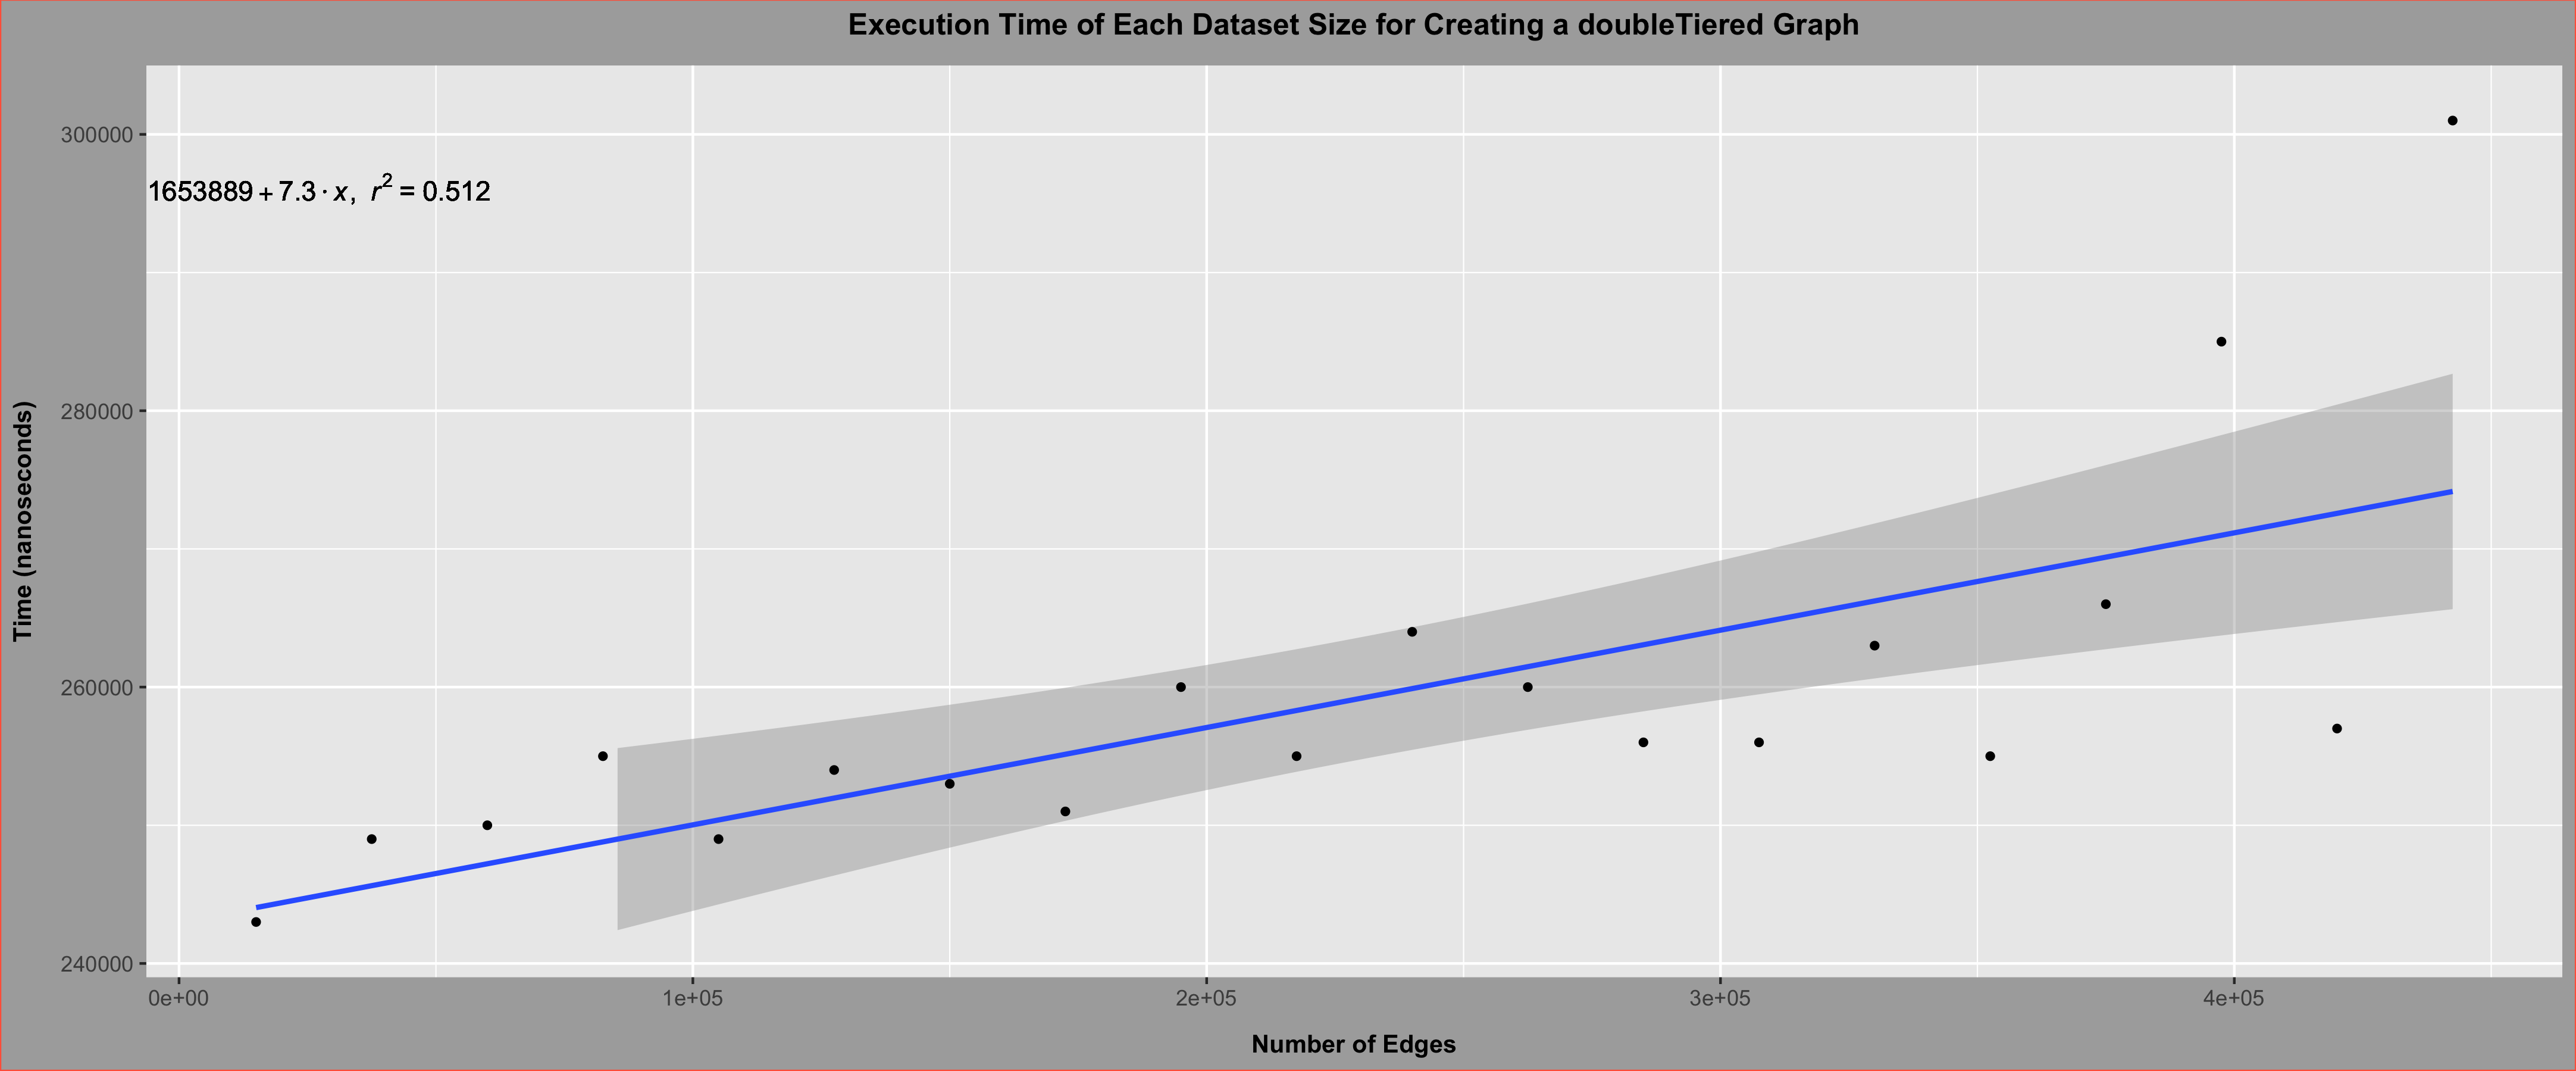 Execution Time of Each Dataset Size for Creating a doubleTiered Graph
300000
1653889 + 7.3 · x, r² = 0.512
280000
Time (nanoseconds)
260000
240000
0e+00 1e+05 2e+05 3e+05 4e+05
Number of Edges